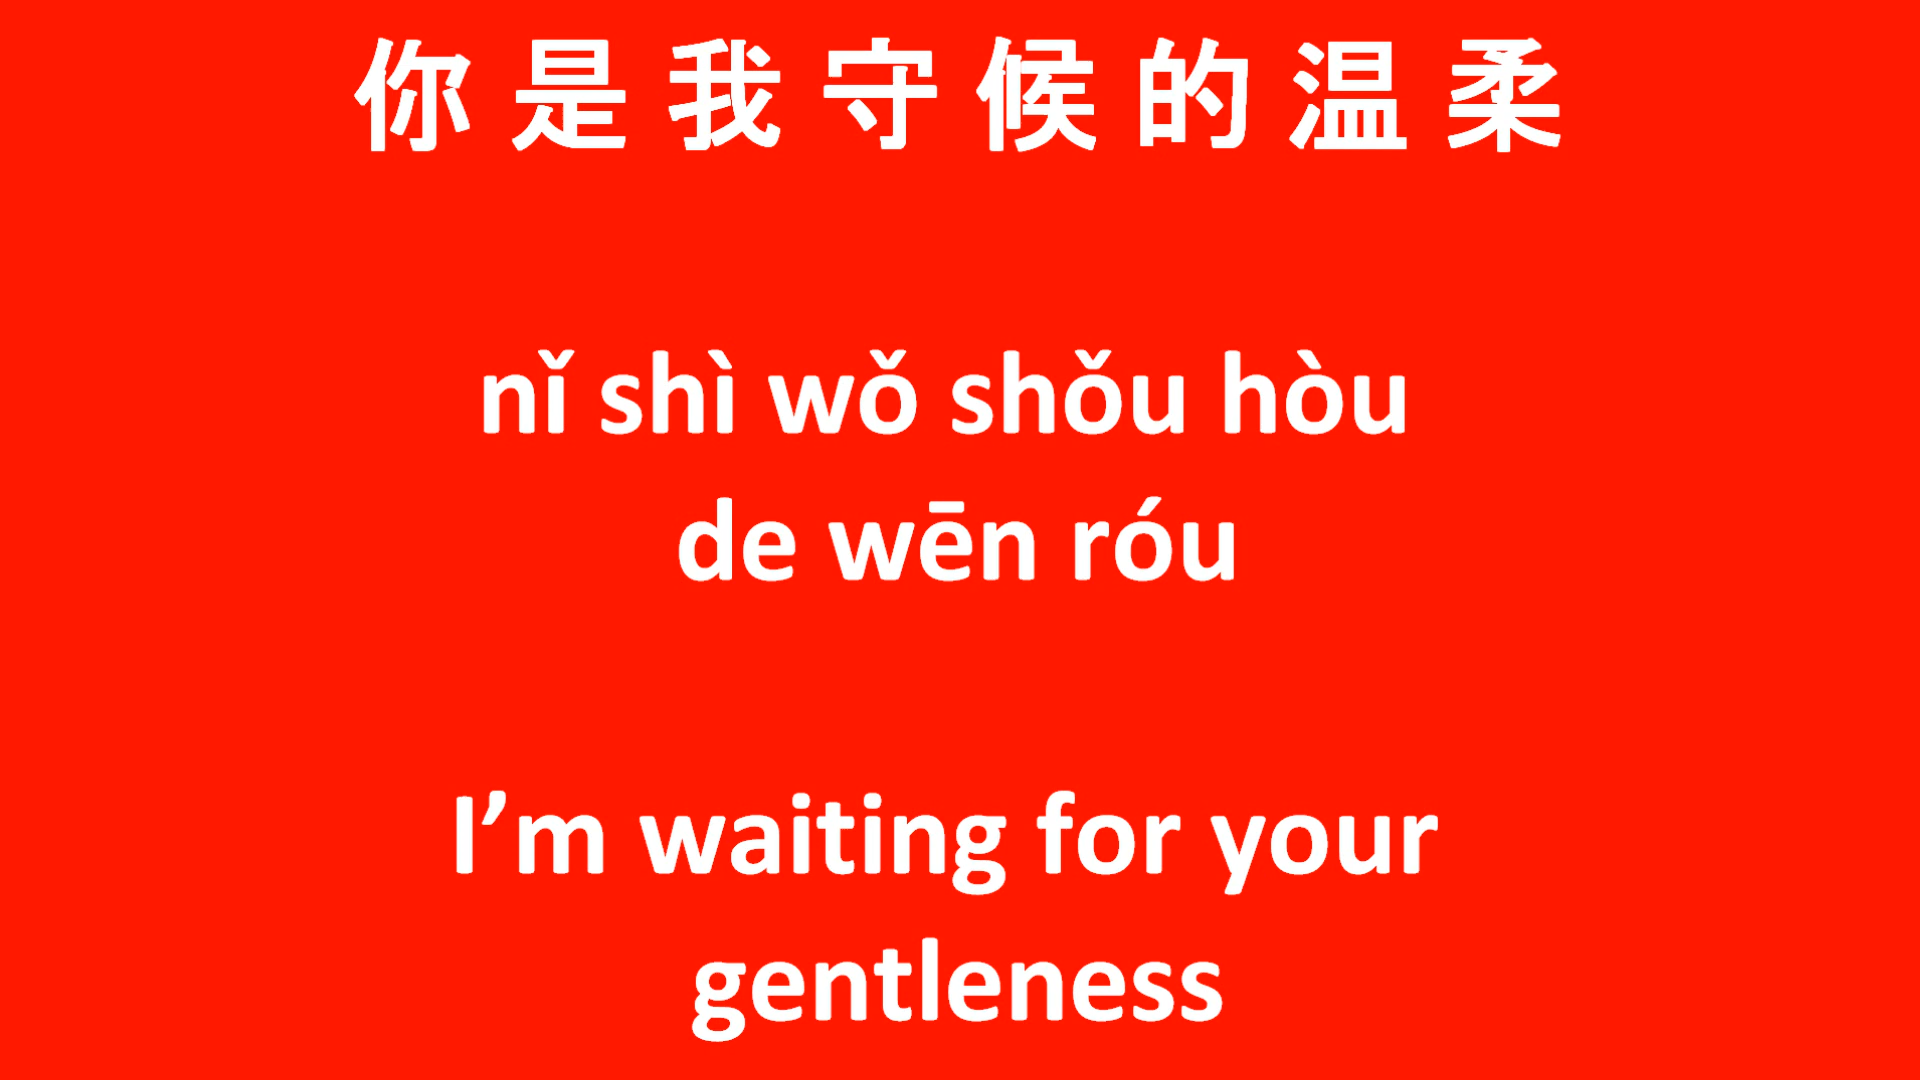 你是我守候的温柔
nǐ shì wǒ shǒu hòu
de wēn róu
I’m waiting for your
gentleness